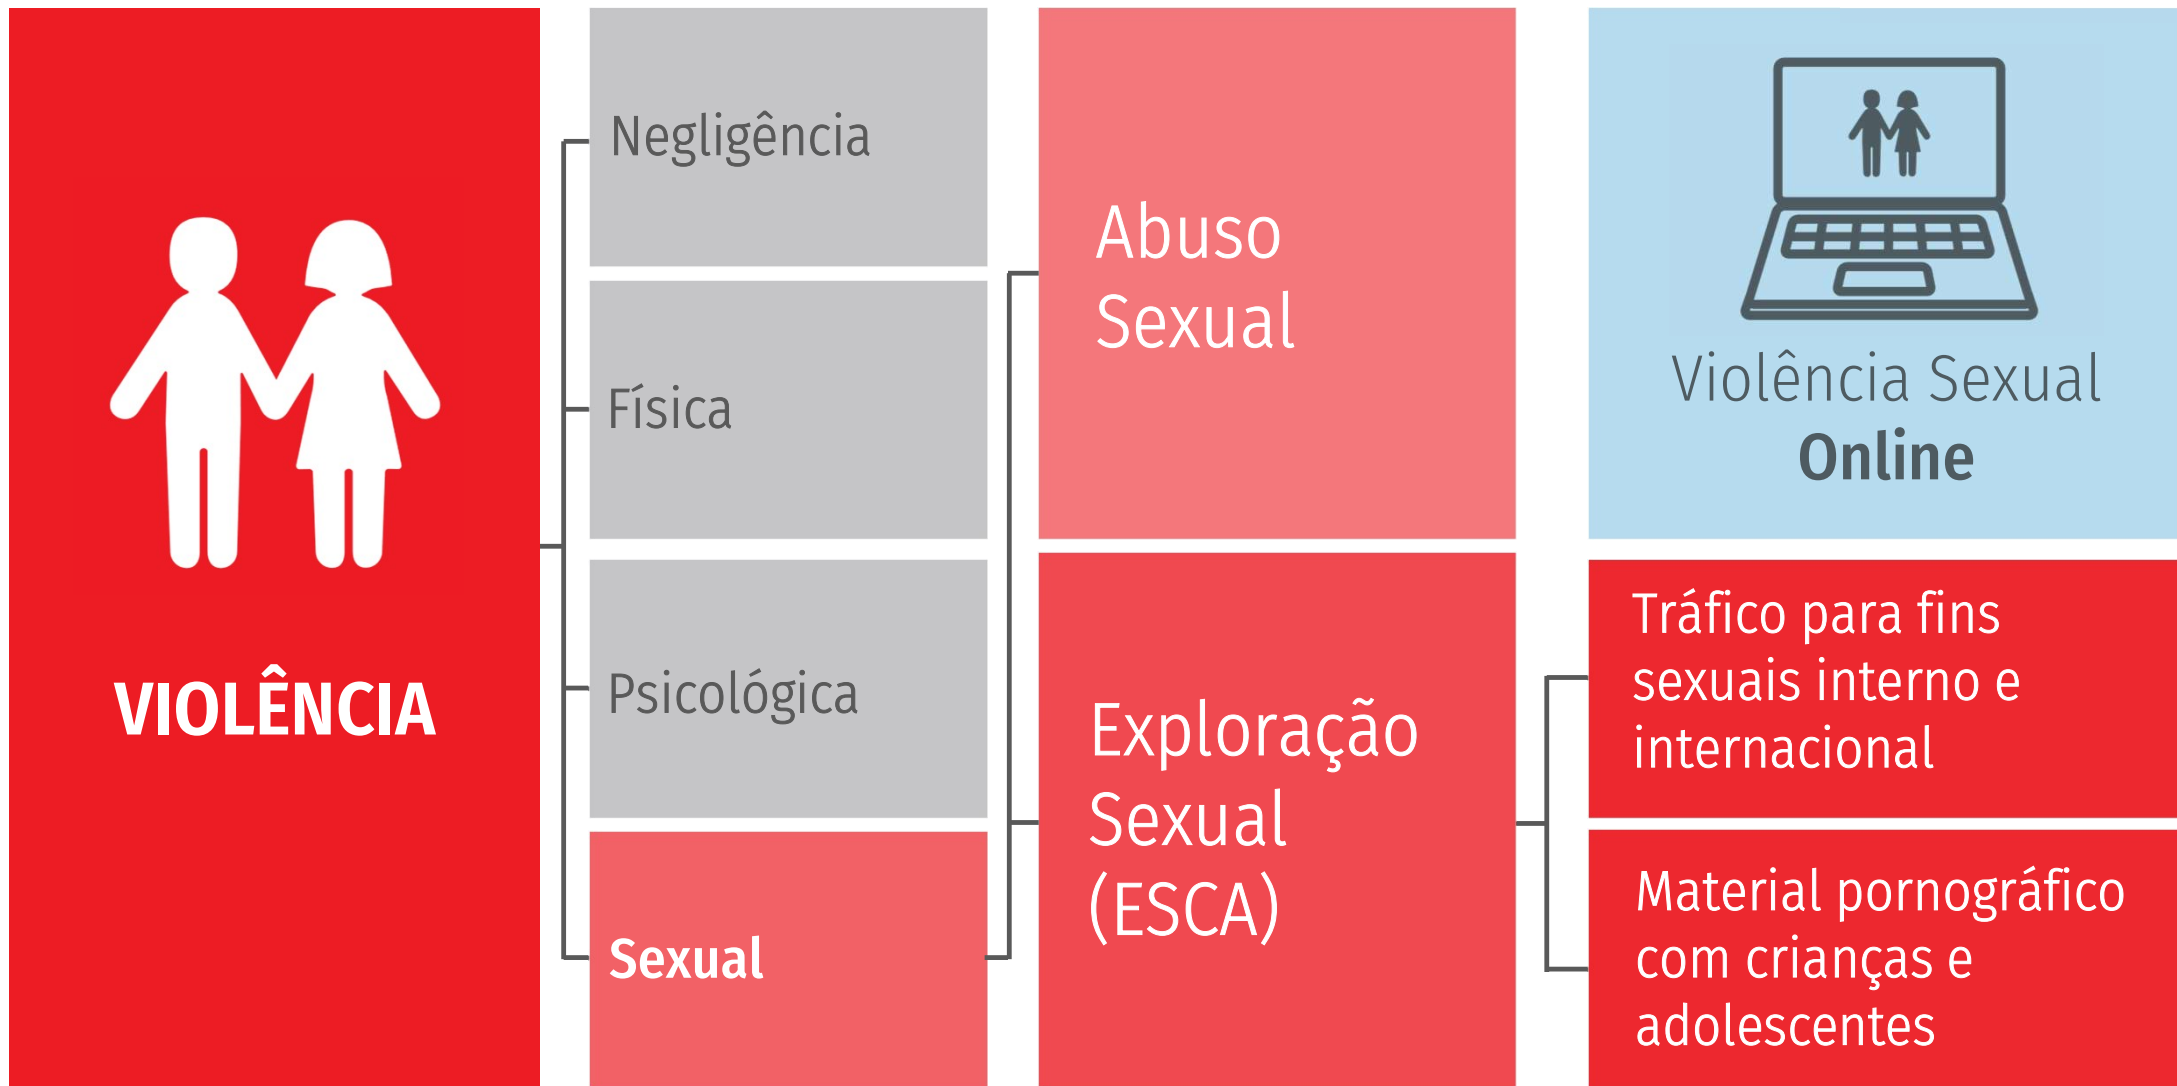 VIOLÊNCIA
Negligência
Física
Psicológica
Sexual
Abuso
Sexual
Exploração
Sexual
(ESCA)
Violência Sexual
Online
Tráfico para fins
sexuais interno e
internacional
Material pornográfico
com crianças e
adolescentes